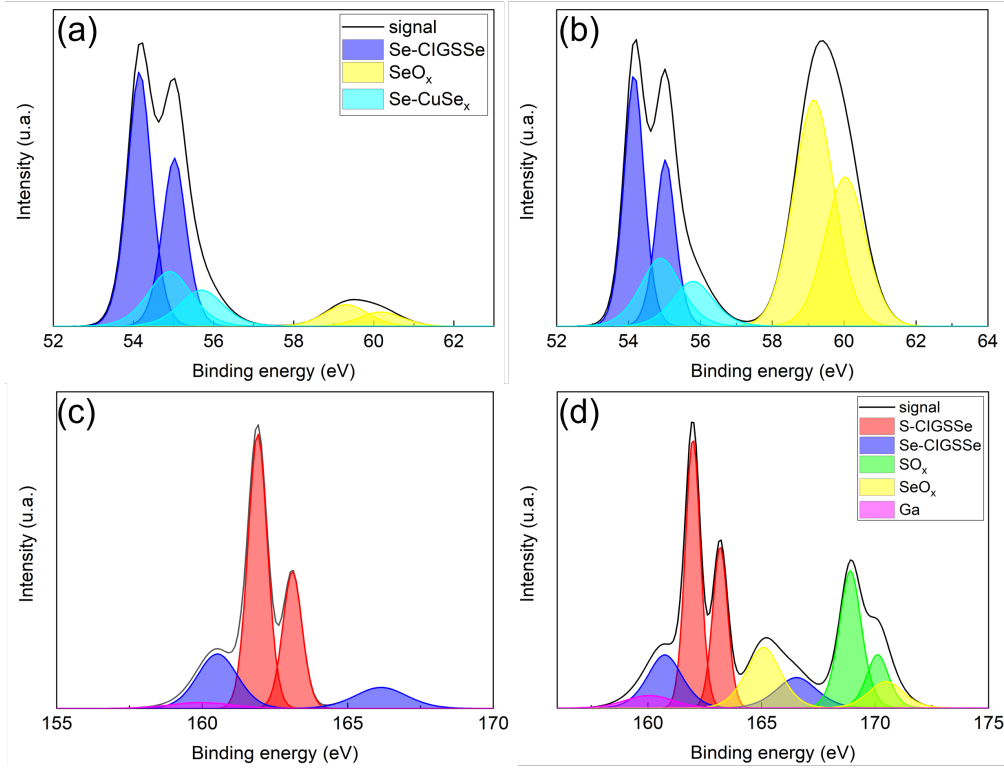 (a)
signal
Se-CIGSSe
SeOx
Se-CuSex
Intensity (u.a.)
52 54 56 58 60 62
Binding energy (eV)
(b)
Intensity (u.a.)
52 54 56 58 60 62 64
Binding energy (eV)
(c)
Intensity (u.a.)
155 160 165 170
Binding energy (eV)
(d)
signal
S-CIGSSe
Se-CIGSSe
SOx
SeOx
Ga
Intensity (u.a.)
160 165 170 175
Binding energy (eV)